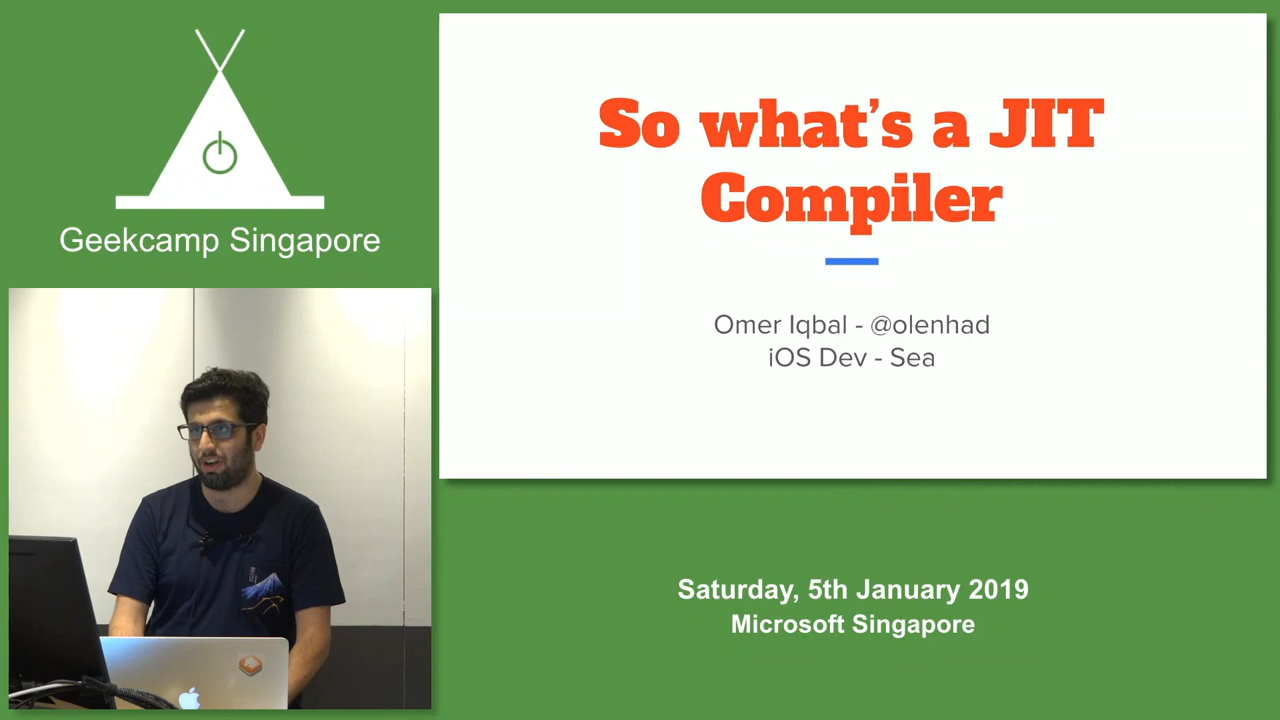 Geekcamp Singapore
So what's a JIT
Compiler
Omer Iqbal - @olenhad
iOS Dev - Sea
Saturday, 5th January 2019
Microsoft Singapore